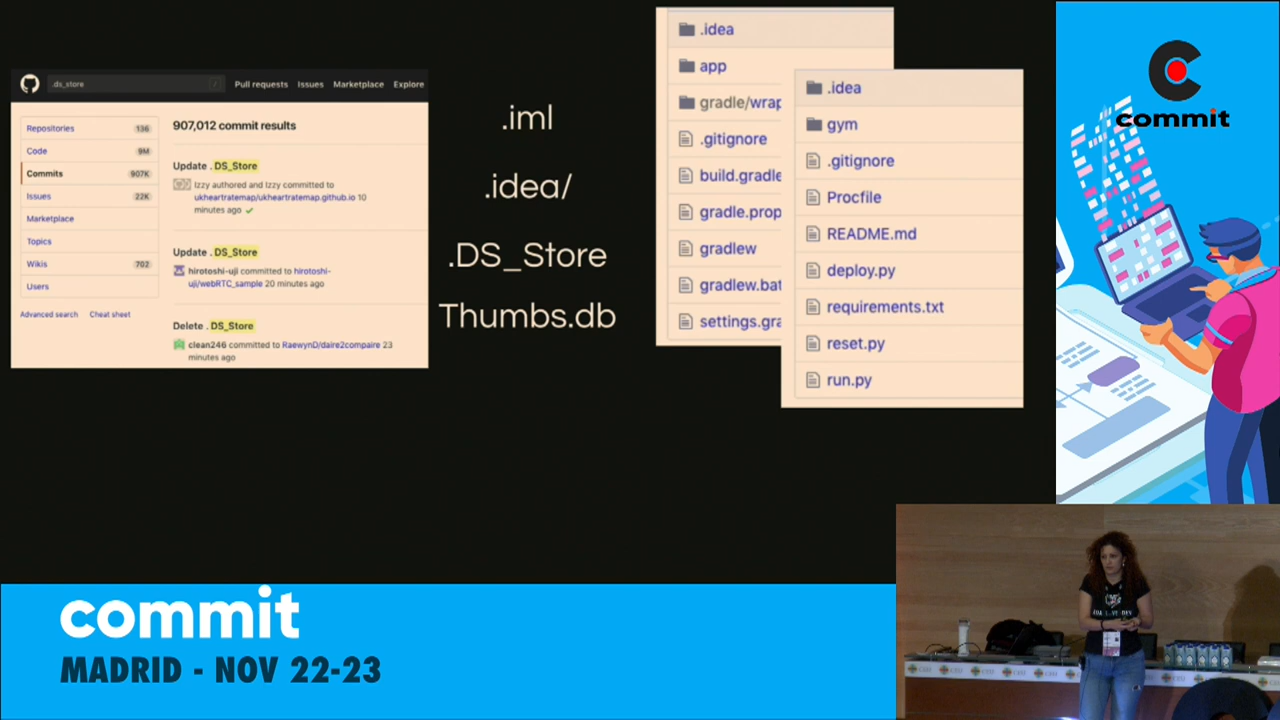 .ds_store
/
Pull requests Issues Marketplace Explore
Repositories 136
Code 9M
Commits 907K
Issues 22K
Marketplace
Topics
Wikis 702
Users
Advanced search Cheat sheet
907,012 commit results
Update .DS_Store
Izzy authored and Izzy committed to
ukheartratemap/ukheartratemap.github.io 10
minutes ago ✓
Update .DS_Store
hirotoshi-uji committed to hirotoshi-
uji/webRTC_sample 20 minutes ago
Delete .DS_Store
clean246 committed to RaewynD/daire2compaire 23
minutes ago
.iml
.idea/
.DS_Store
Thumbs.db
.idea
app
gradle/wrap
.gitignore
build.gradle
gradle.prop
gradlew
gradlew.bat
settings.gra
.idea
gym
.gitignore
Procfile
README.md
deploy.py
requirements.txt
reset.py
run.py
commit
commit
MADRID - NOV 22-23